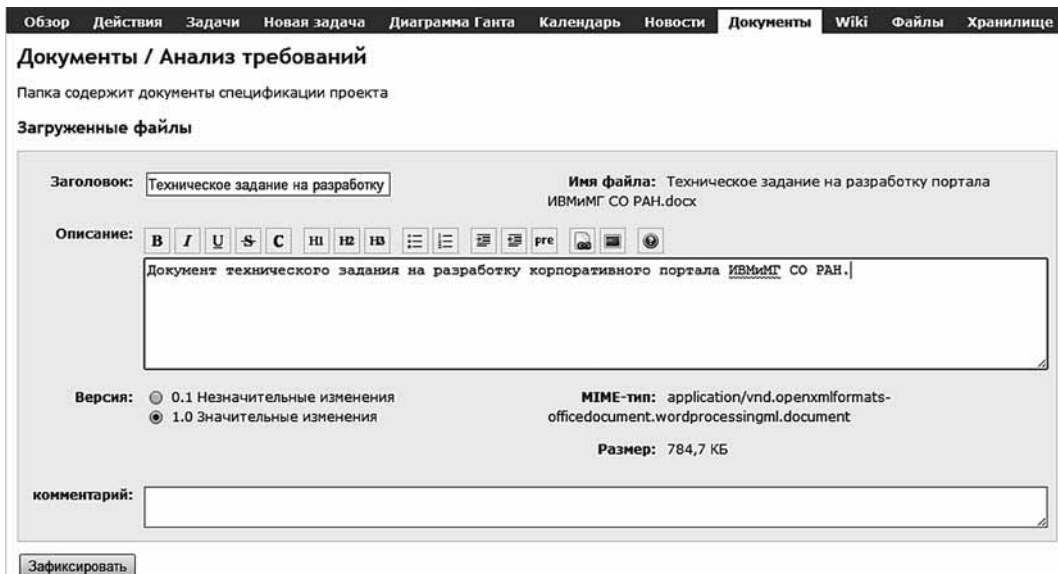 Обзор Действия Задачи Новая задача Диаграмма Ганта Календарь Новости Документы Wiki Файлы Хранилище
Документы / Анализ требований
Папка содержит документы спецификации проекта
Загруженные файлы
Заголовок: Техническое задание на разработку
Имя файла: Техническое задание на разработку портала
ИВМиМГ СО РАН.docx
Описание: B I U S C H1 H2 H3 pre
Документ технического задания на разработку корпоративного портала ИВМиМГ СО РАН.
Версия: 0.1 Незначительные изменения
1.0 Значительные изменения
MIME-тип: application/vnd.openxmlformats-
officedocument.wordprocessingml.document
Размер: 784,7 КБ
комментарий:
Зафиксировать